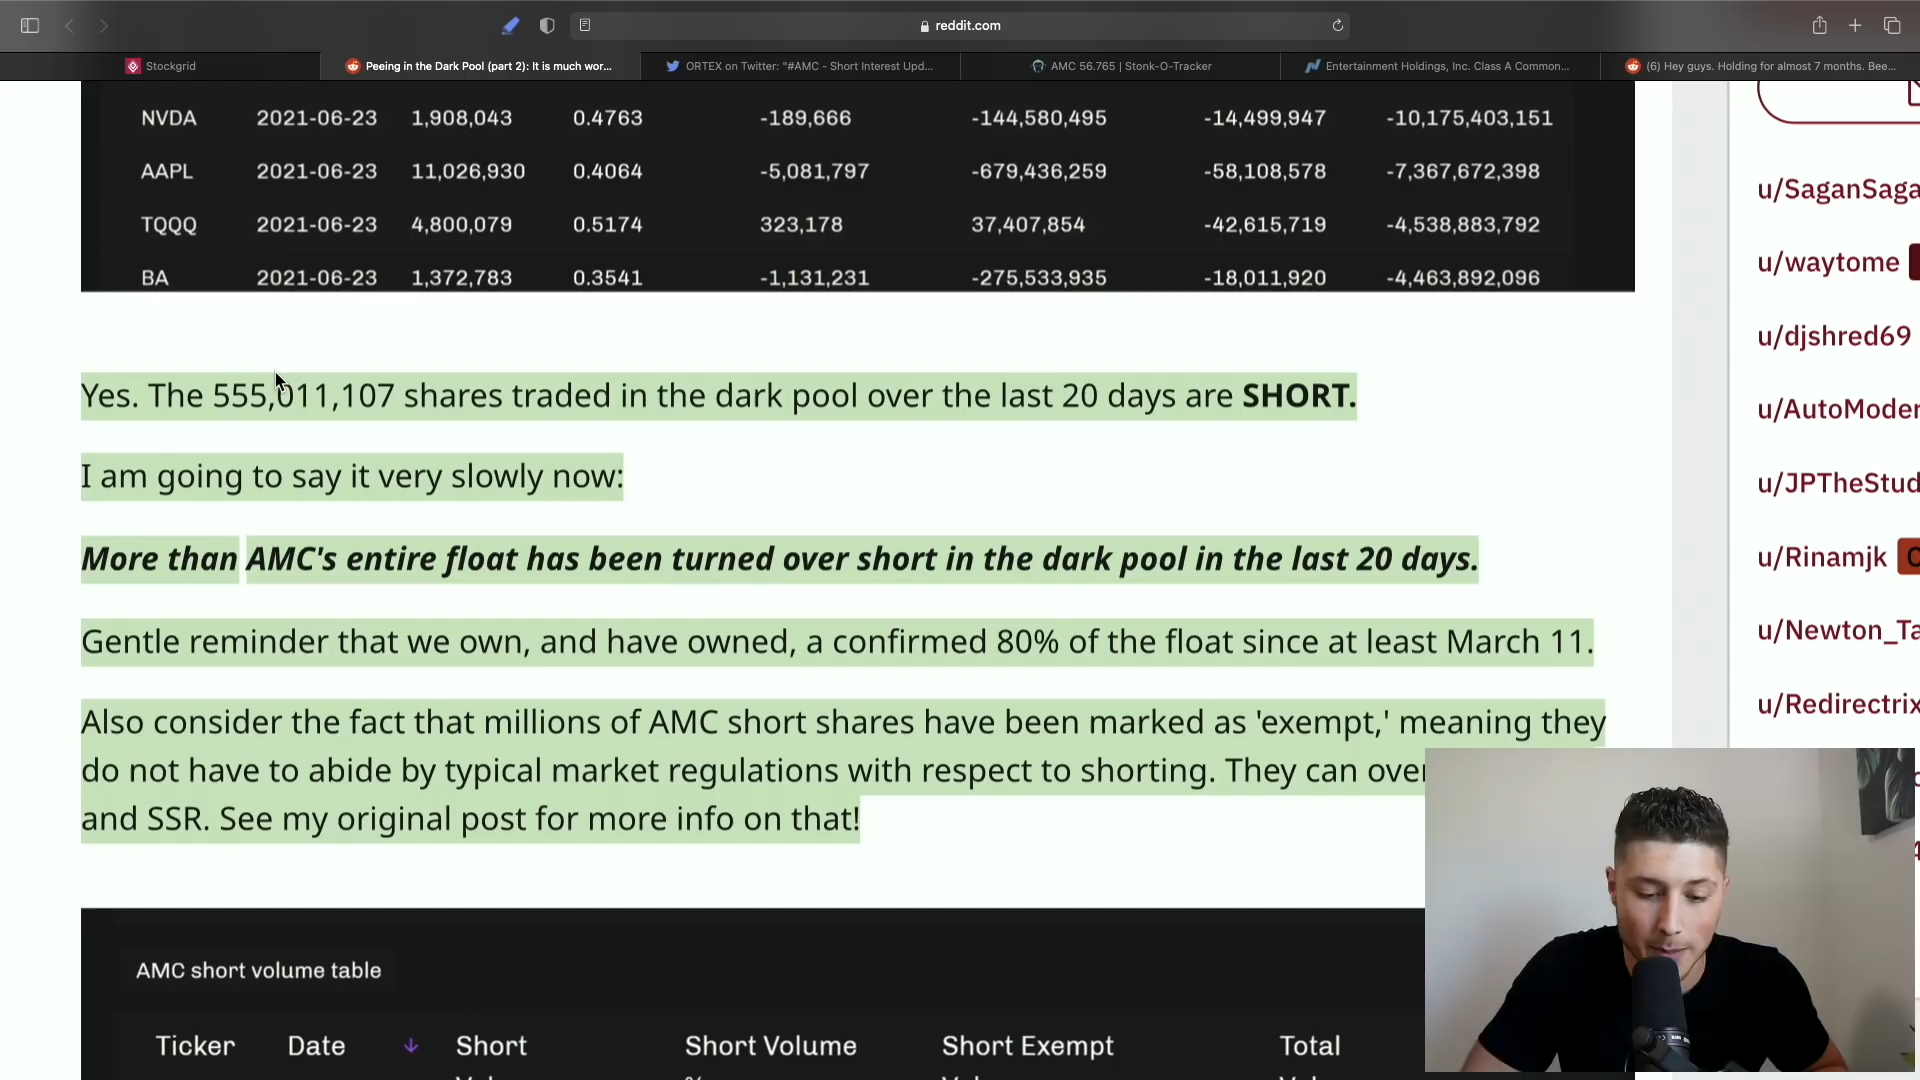 reddit.com
Stockgrid
Peeing in the Dark Pool (part 2): It is much wor...
ORTEX on Twitter: "#AMC - Short Interest Upd...
AMC 56.765 | Stonk-O-Tracker
Entertainment Holdings, Inc. Class A Common...
(6) Hey guys. Holding for almost 7 months. Bee...
NVDA 2021-06-23 1,908,043 0.4763 -189,666 -144,580,495 -14,499,947 -10,175,403,151
AAPL 2021-06-23 11,026,930 0.4064 -5,081,797 -679,436,259 -58,108,578 -7,367,672,398
TQQQ 2021-06-23 4,800,079 0.5174 323,178 37,407,854 -42,615,719 -4,538,883,792
BA 2021-06-23 1,372,783 0.3541 -1,131,231 -275,533,935 -18,011,920 -4,463,892,096
Yes. The 555,011,107 shares traded in the dark pool over the last 20 days are SHORT.
I am going to say it very slowly now:
More than AMC's entire float has been turned over short in the dark pool in the last 20 days.
Gentle reminder that we own, and have owned, a confirmed 80% of the float since at least March 11.
Also consider the fact that millions of AMC short shares have been marked as 'exempt,' meaning they
do not have to abide by typical market regulations with respect to shorting. They can over
and SSR. See my original post for more info on that!
AMC short volume table
Ticker Date Short Short Volume Short Exempt Total
u/SaganSaga
u/waytome
u/djshred69
u/AutoModer
u/JPTheStud
u/Rinamjk
u/Newton_Ta
u/Redirectrix